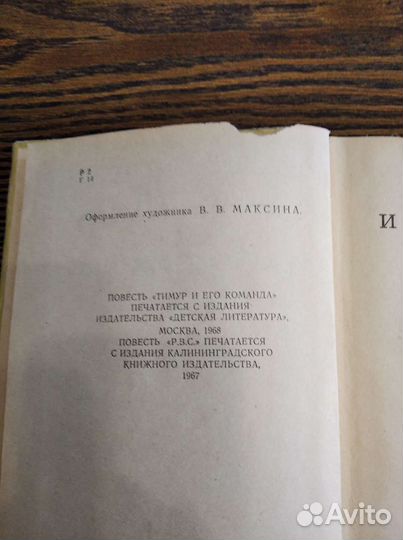 Р 2
Г 14
Оформление художника В. В. МАКСИНА.
И
ПОВЕСТЬ «ТИМУР И ЕГО КОМАНДА»
ПЕЧАТАЕТСЯ С ИЗДАНИЯ
ИЗДАТЕЛЬСТВА «ДЕТСКАЯ ЛИТЕРАТУРА»,
МОСКВА, 1968
ПОВЕСТЬ «Р.В.С.» ПЕЧАТАЕТСЯ
С ИЗДАНИЯ КАЛИНИНГРАДСКОГО
КНИЖНОГО ИЗДАТЕЛЬСТВА,
1967
Avito